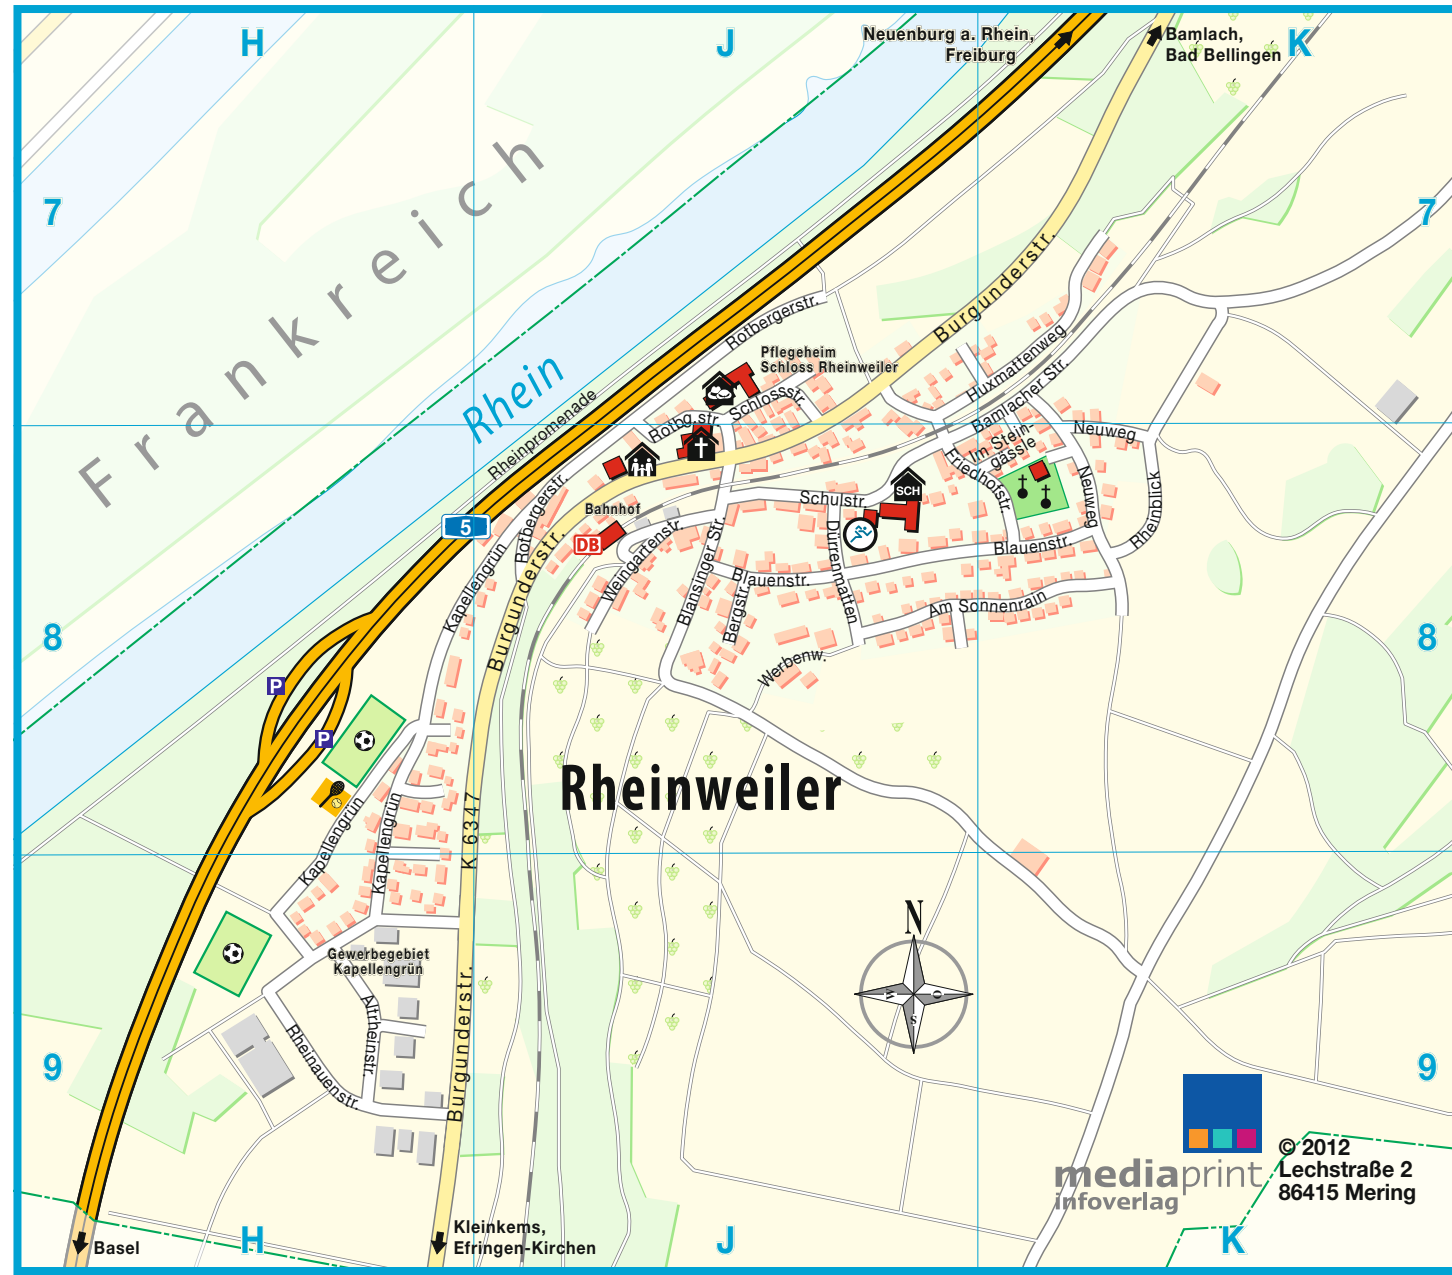 H
J
K
Neuenburg a. Rhein,
Freiburg
Bamlach,
Bad Bellingen
7
7
Frankreich
Rhein
Rheinpromenade
Burgunderstr.
Rotbergerstr.
Pflegeheim
Schloss Rheinweiler
Schlossstr.
Rotbg.str.
Huxmattenweg
Bamlacher Str.
Im Stein-
gässle
Neuweg
Friedhofstr.
Neuweg
Rheinblick
SCH
Schulstr.
Bahnhof
DB
5
Rotbergerstr.
Kapellengrün
Burgunderstr.
Weingartenstr.
Blansinger Str.
Dürrenmatten
Blauenstr.
Blauenstr.
Bergstr.
Am Sonnenrain
Werbenw.
8
8
P
P
Rheinweiler
K 6347
Kapellengrün
Kapellengrün
Gewerbegebiet
Kapellengrün
Altrheinstr.
Rheinauenstr.
Burgunderstr.
N
W
O
S
9
9
mediaprint
infoverlag
© 2012
Lechstraße 2
86415 Mering
Basel
H
Kleinkems,
Efringen-Kirchen
J
K